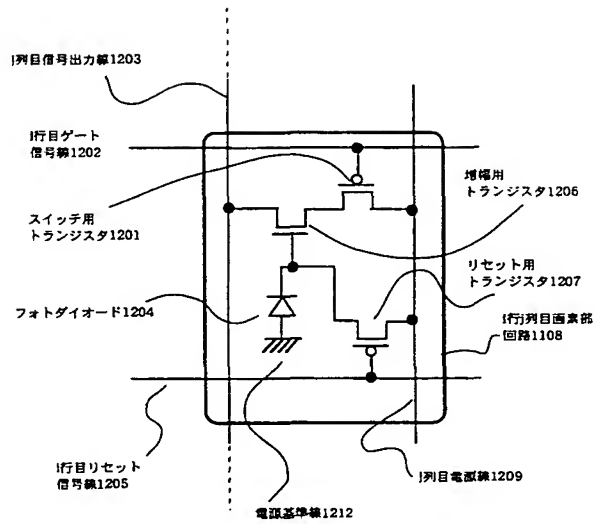 j列目信号出力線1203
i行目ゲート
信号線1202
増幅用
トランジスタ1206
スイッチ用
トランジスタ1201
リセット用
トランジスタ1207
フォトダイオード1204
i行j列目画素部
回路1108
i行目リセット
信号線1205
j列目電源線1209
電源基準線1212